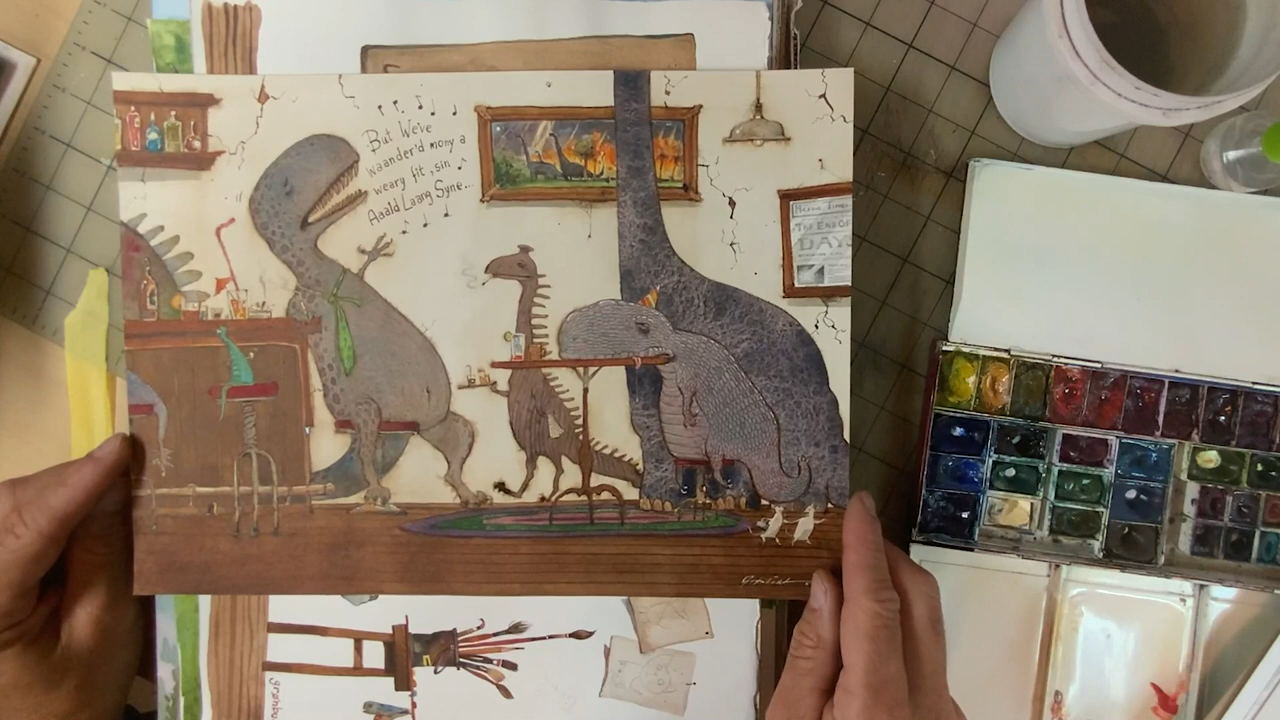 But We've
waander'd mony a
weary fit, sin
Aaald Laang Syne...
The End Of
DAYS